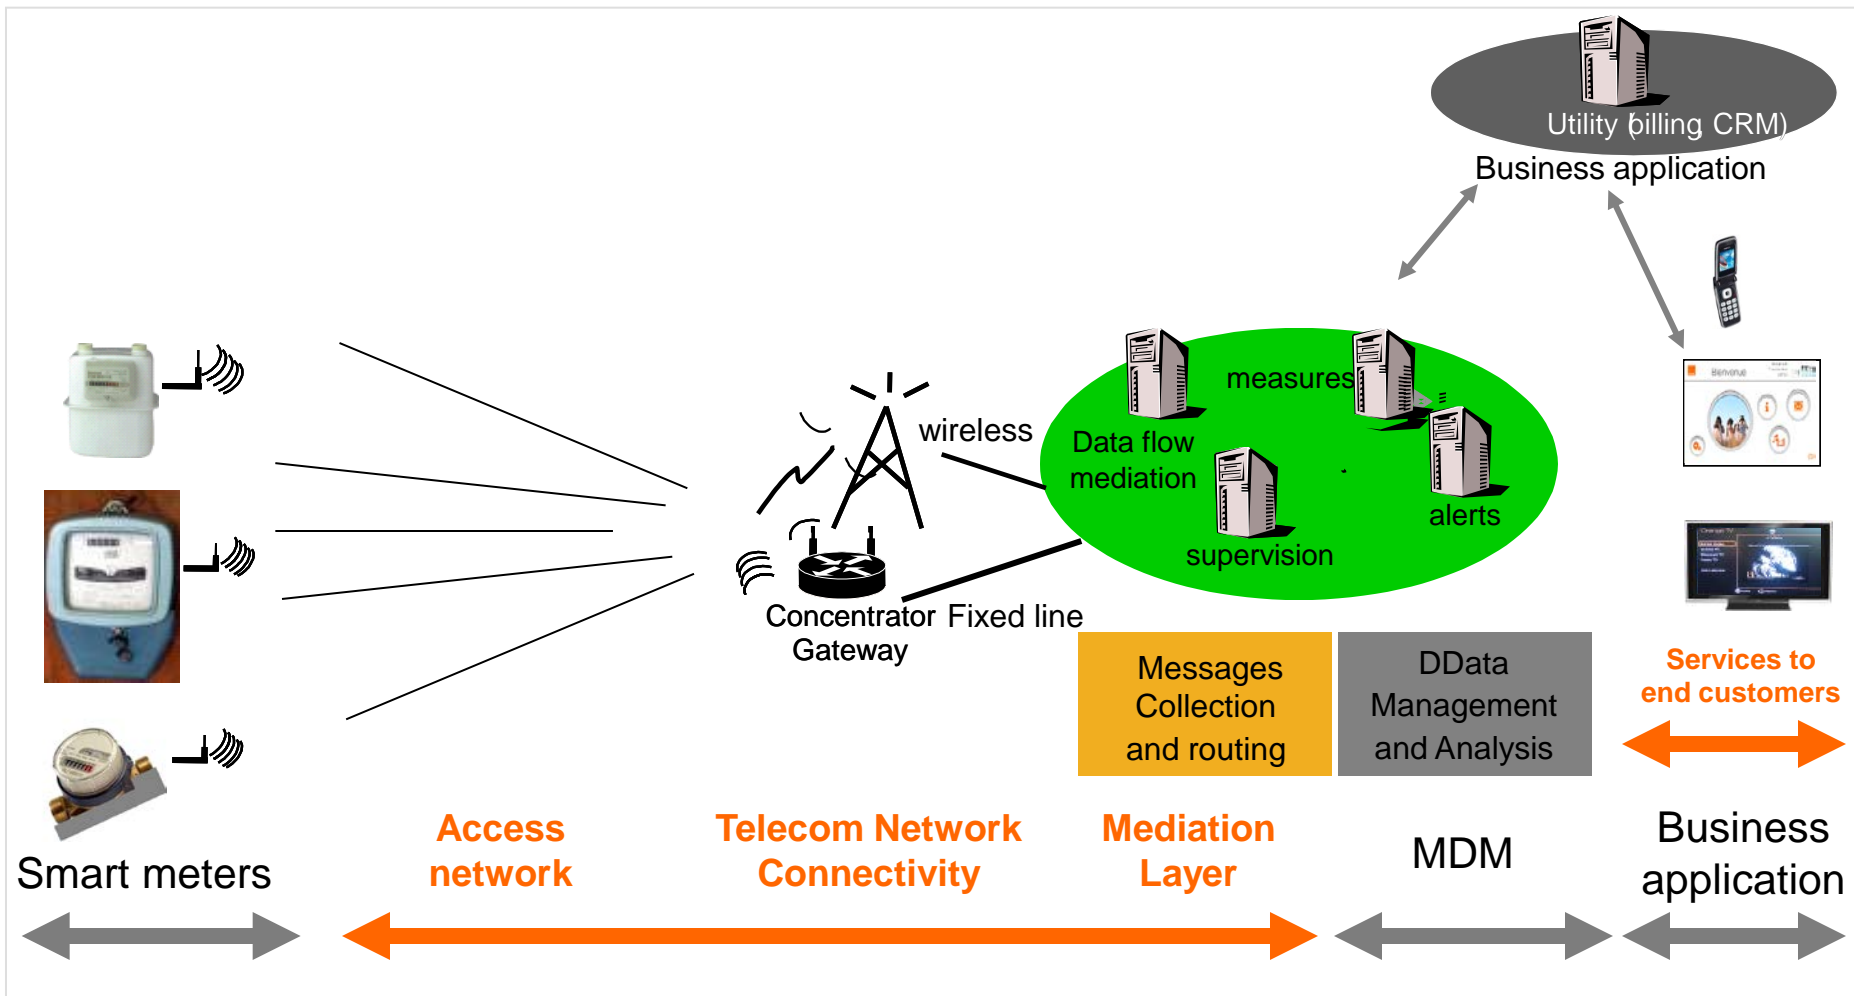 Utility (billing, CRM)
Business application
wireless
measures
Data flow
mediation
alerts
supervision
Bienvenue
Concentrator
Gateway
Fixed line
Messages
Collection
and routing
DData
Management
and Analysis
Services to
end customers
Access
network
Telecom Network
Connectivity
Mediation
Layer
MDM
Business
application
Smart meters